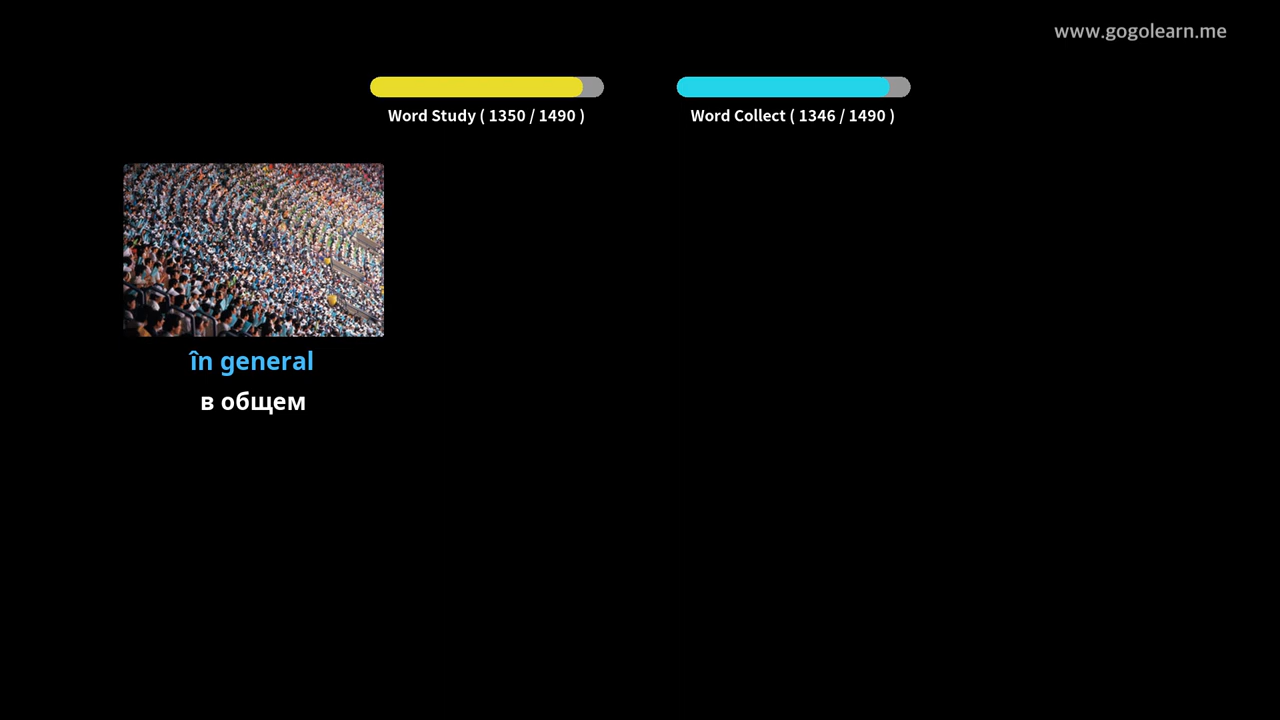 www.gogolearn.me
Word Study ( 1350 / 1490 )
Word Collect ( 1346 / 1490 )
în general
в общем